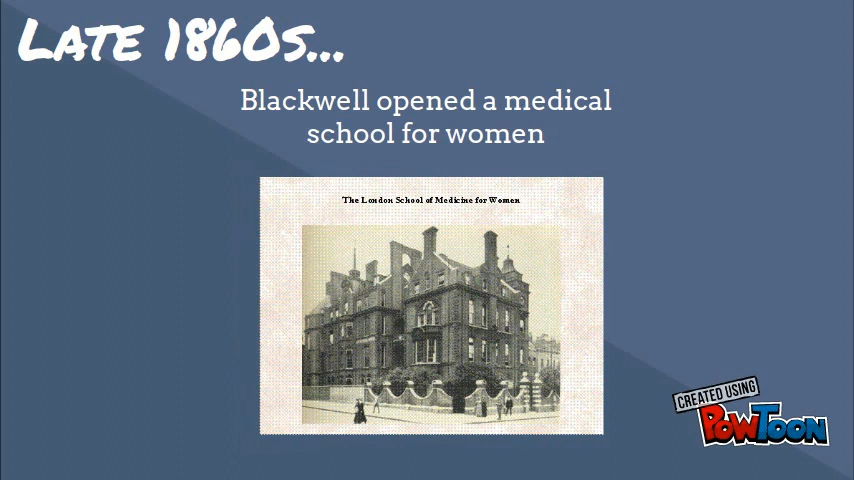 Late 1860s...
Blackwell opened a medical
school for women
The London School of Medicine for Women
CREATED USING
POWTOON